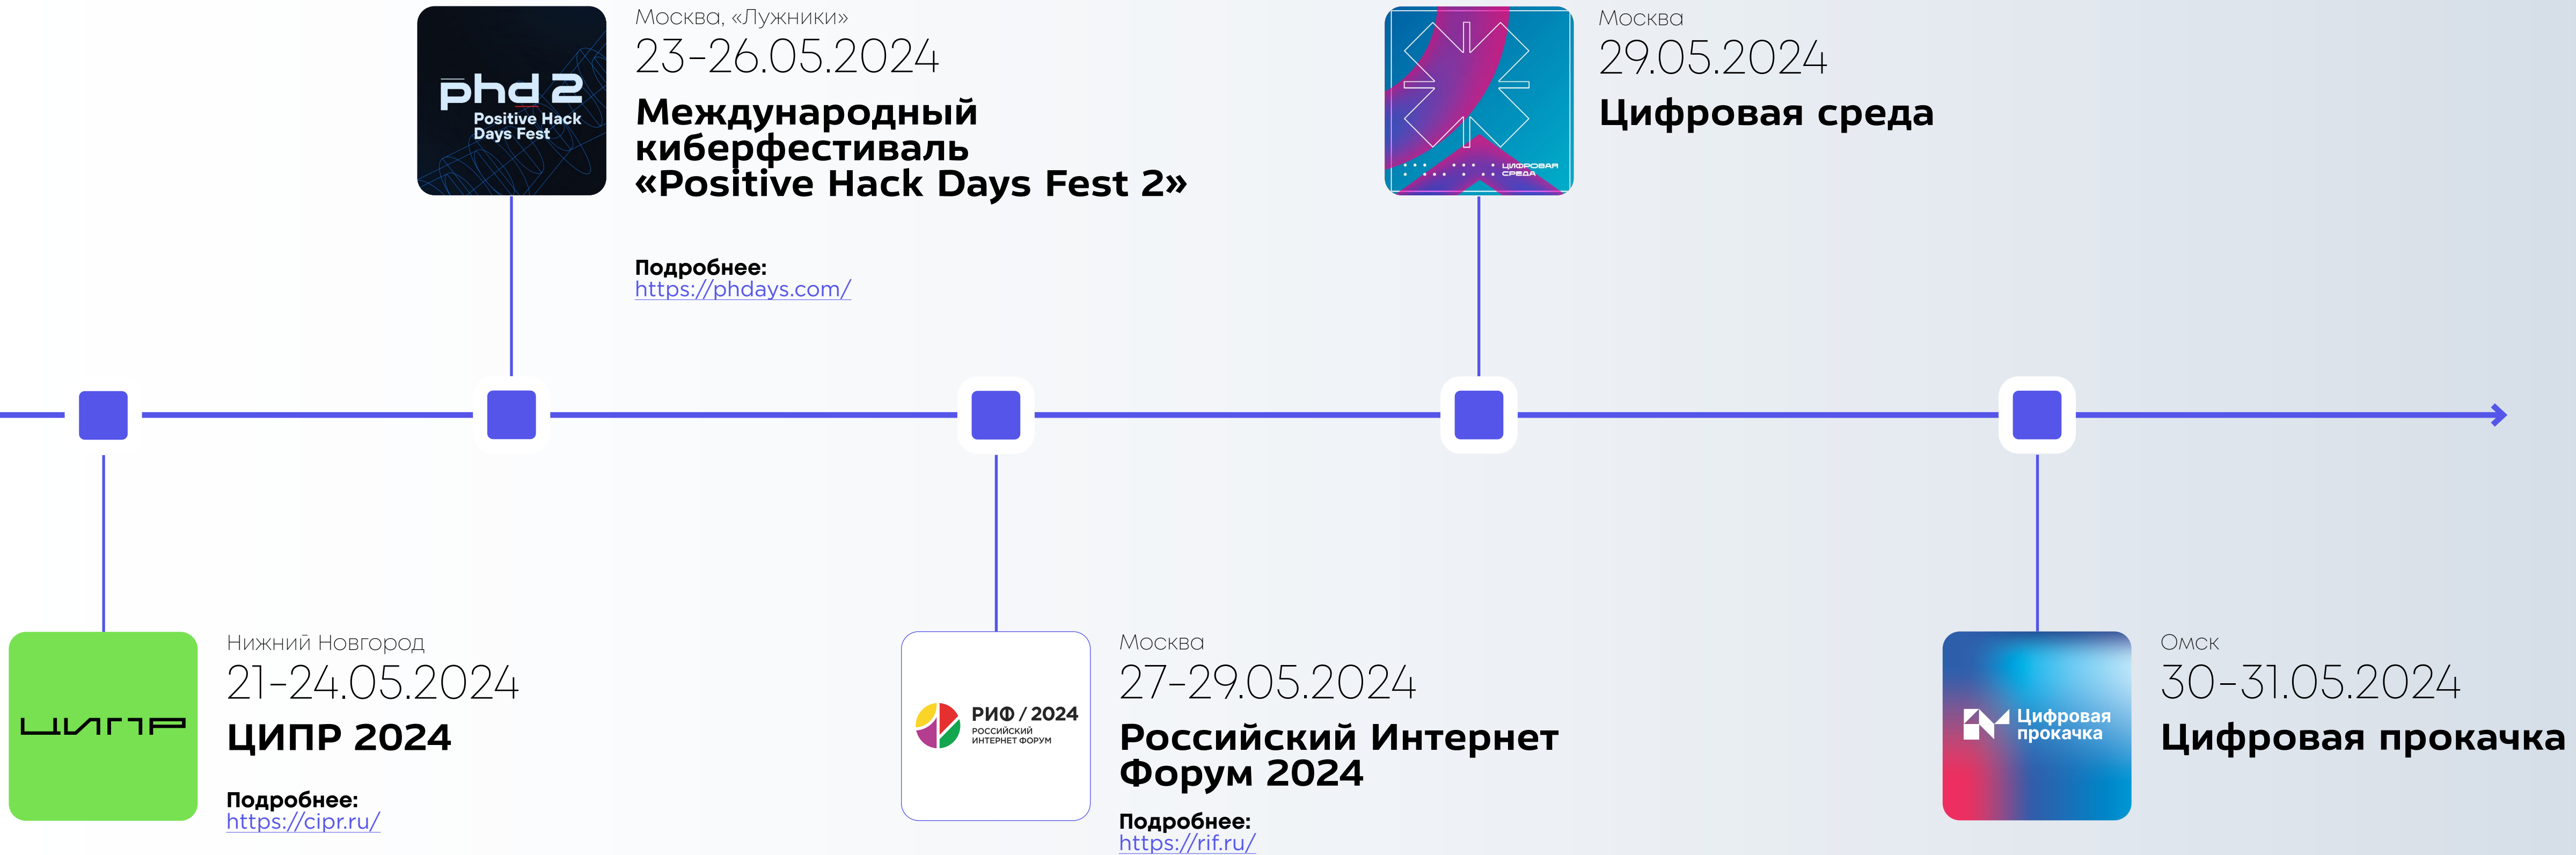 phd 2
Positive Hack
Days Fest
Москва, «Лужники»
23-26.05.2024
Международный
киберфестиваль
«Positive Hack Days Fest 2»
Подробнее:
https://phdays.com/
ЦИФРОВАЯ
СРЕДА
Москва
29.05.2024
Цифровая среда
ЦИПР
Нижний Новгород
21-24.05.2024
ЦИПР 2024
Подробнее:
https://cipr.ru/
РИФ / 2024
РОССИЙСКИЙ
ИНТЕРНЕТ ФОРУМ
Москва
27-29.05.2024
Российский Интернет
Форум 2024
Подробнее:
https://rif.ru/
Цифровая
прокачка
Омск
30-31.05.2024
Цифровая прокачка